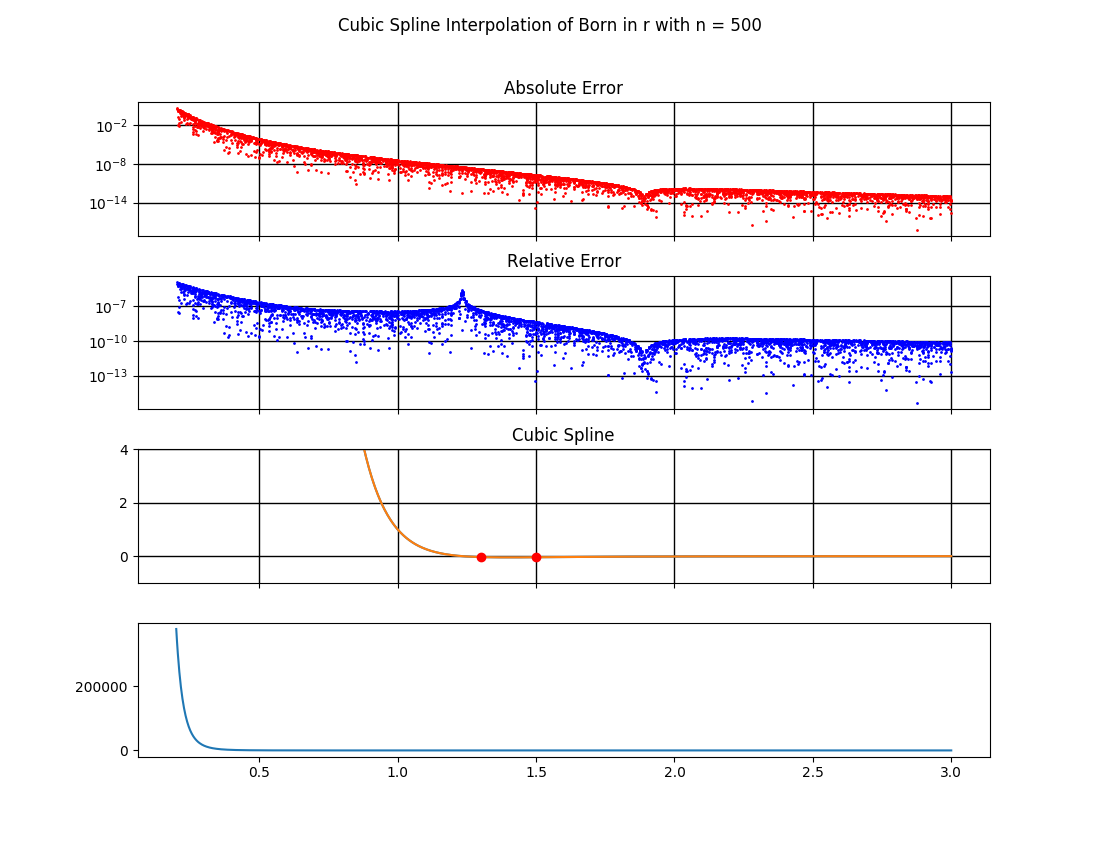 Cubic Spline Interpolation of Born in r with n = 500
Absolute Error
10⁻²
10⁻⁸
10⁻¹⁴
Relative Error
10⁻⁷
10⁻¹⁰
10⁻¹³
Cubic Spline
4
2
0
200000
0
0.5 1.0 1.5 2.0 2.5 3.0